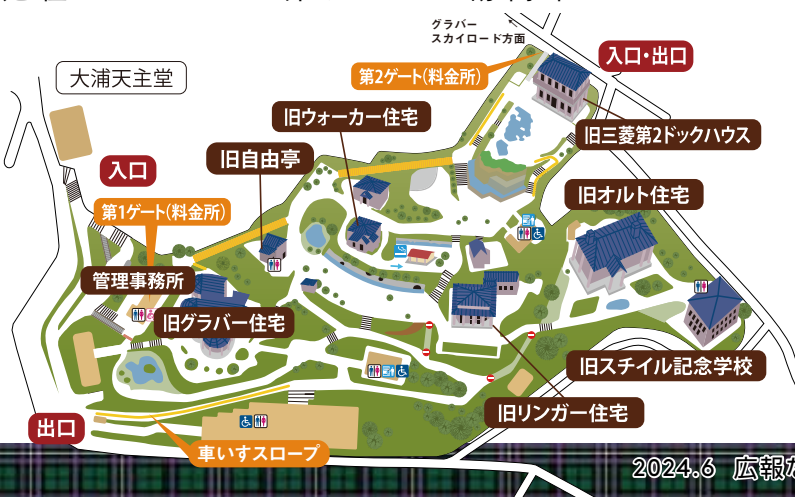 グラバー
スカイロード方面
入口・出口
第2ゲート(料金所)
大浦天主堂
旧ウォーカー住宅
旧三菱第2ドックハウス
旧自由亭
入口
旧オルト住宅
第1ゲート(料金所)
管理事務所
旧グラバー住宅
旧スチイル記念学校
旧リンガー住宅
出口
車いすスロープ
2024.6 広報な